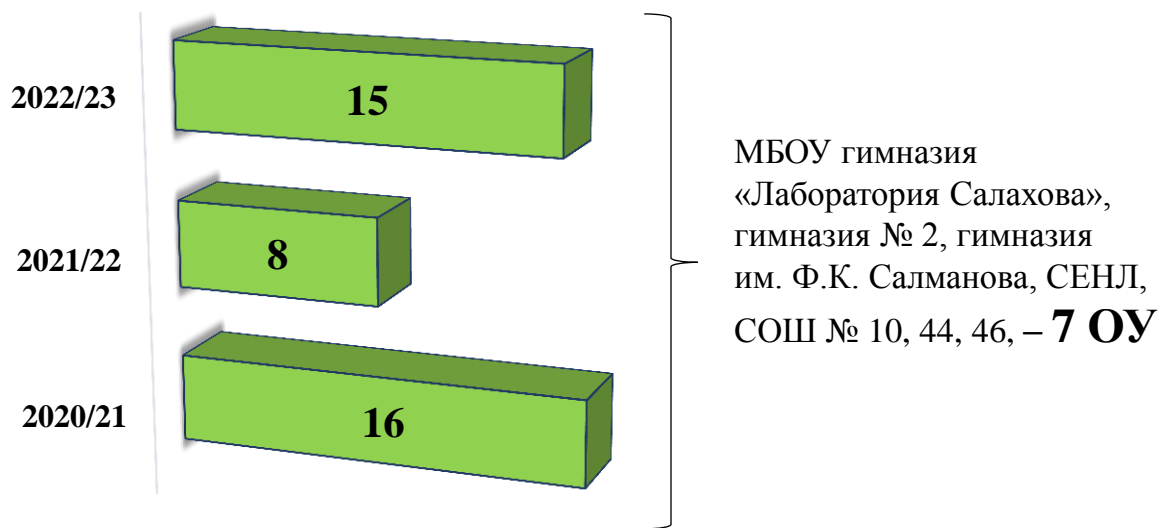 2022/23
15
2021/22
8
2020/21
16
МБОУ гимназия
«Лаборатория Салахова»,
гимназия № 2, гимназия
им. Ф.К. Салманова, СЕНЛ,
СОШ № 10, 44, 46, – 7 ОУ